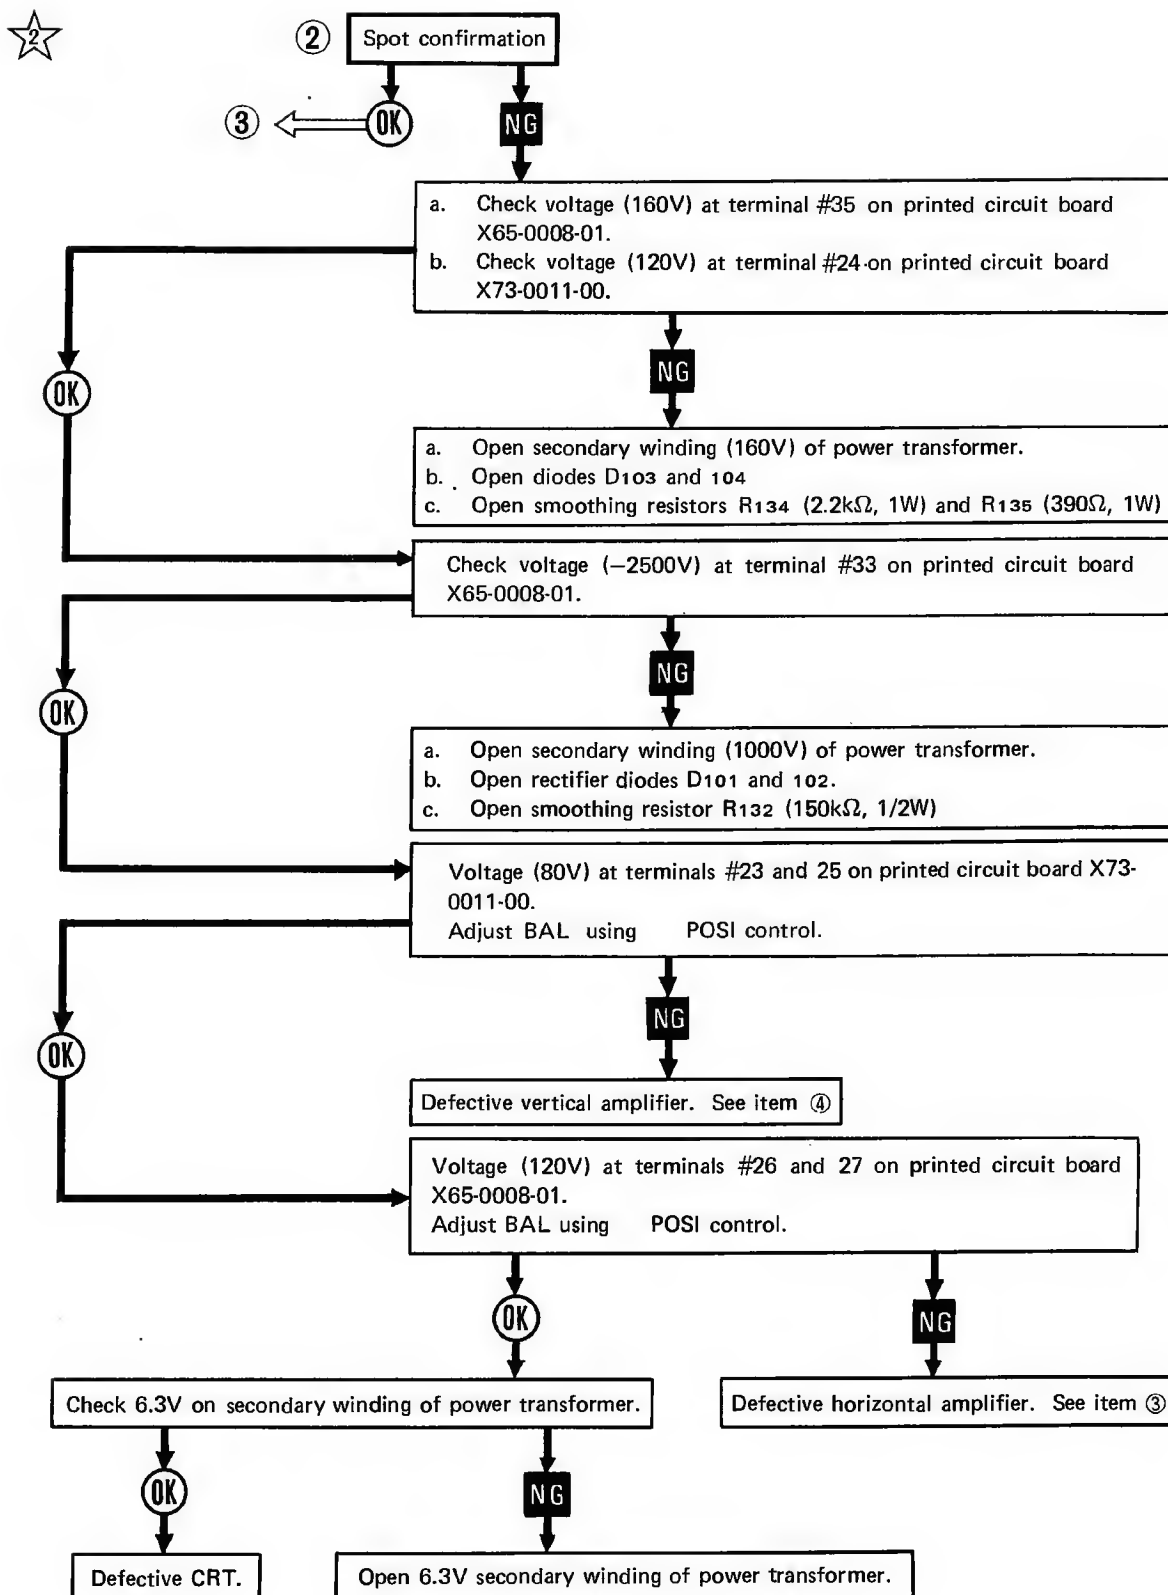 2
② Spot confirmation
③ OK NG
a. Check voltage (160V) at terminal #35 on printed circuit board
X65-0008-01.
b. Check voltage (120V) at terminal #24 on printed circuit board
X73-0011-00.
OK
NG
a. Open secondary winding (160V) of power transformer.
b. Open diodes D103 and 104
c. Open smoothing resistors R134 (2.2kΩ, 1W) and R135 (390Ω, 1W)
Check voltage (−2500V) at terminal #33 on printed circuit board
X65-0008-01.
NG
OK
a. Open secondary winding (1000V) of power transformer.
b. Open rectifier diodes D101 and 102.
c. Open smoothing resistor R132 (150kΩ, 1/2W)
Voltage (80V) at terminals #23 and 25 on printed circuit board X73-
0011-00.
Adjust BAL using POSI control.
NG
OK
Defective vertical amplifier. See item ④
Voltage (120V) at terminals #26 and 27 on printed circuit board
X65-0008-01.
Adjust BAL using POSI control.
OK NG
Check 6.3V on secondary winding of power transformer.
Defective horizontal amplifier. See item ③
OK NG
Defective CRT.
Open 6.3V secondary winding of power transformer.